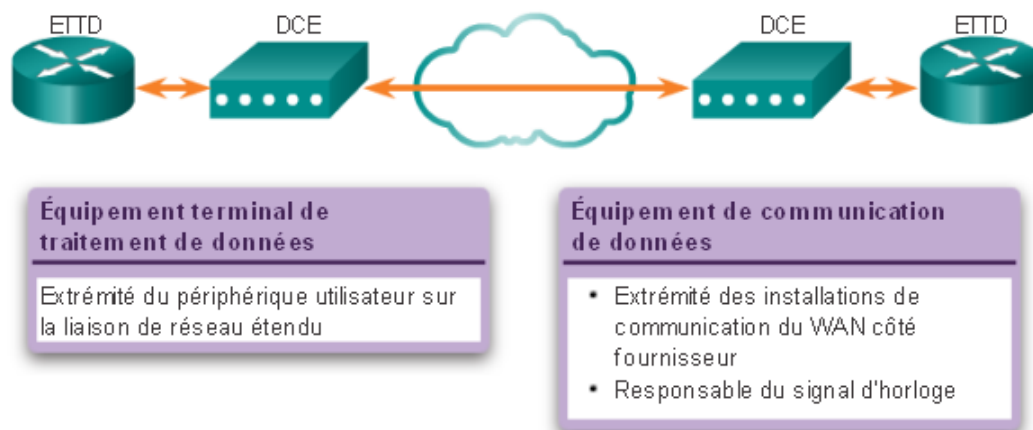 ETTD DCE DCE ETTD
Équipement terminal de
traitement de données
Extrémité du périphérique utilisateur sur
la liaison de réseau étendu
Équipement de communication
de données
• Extrémité des installations de
communication du WAN côté
fournisseur
• Responsable du signal d'horloge